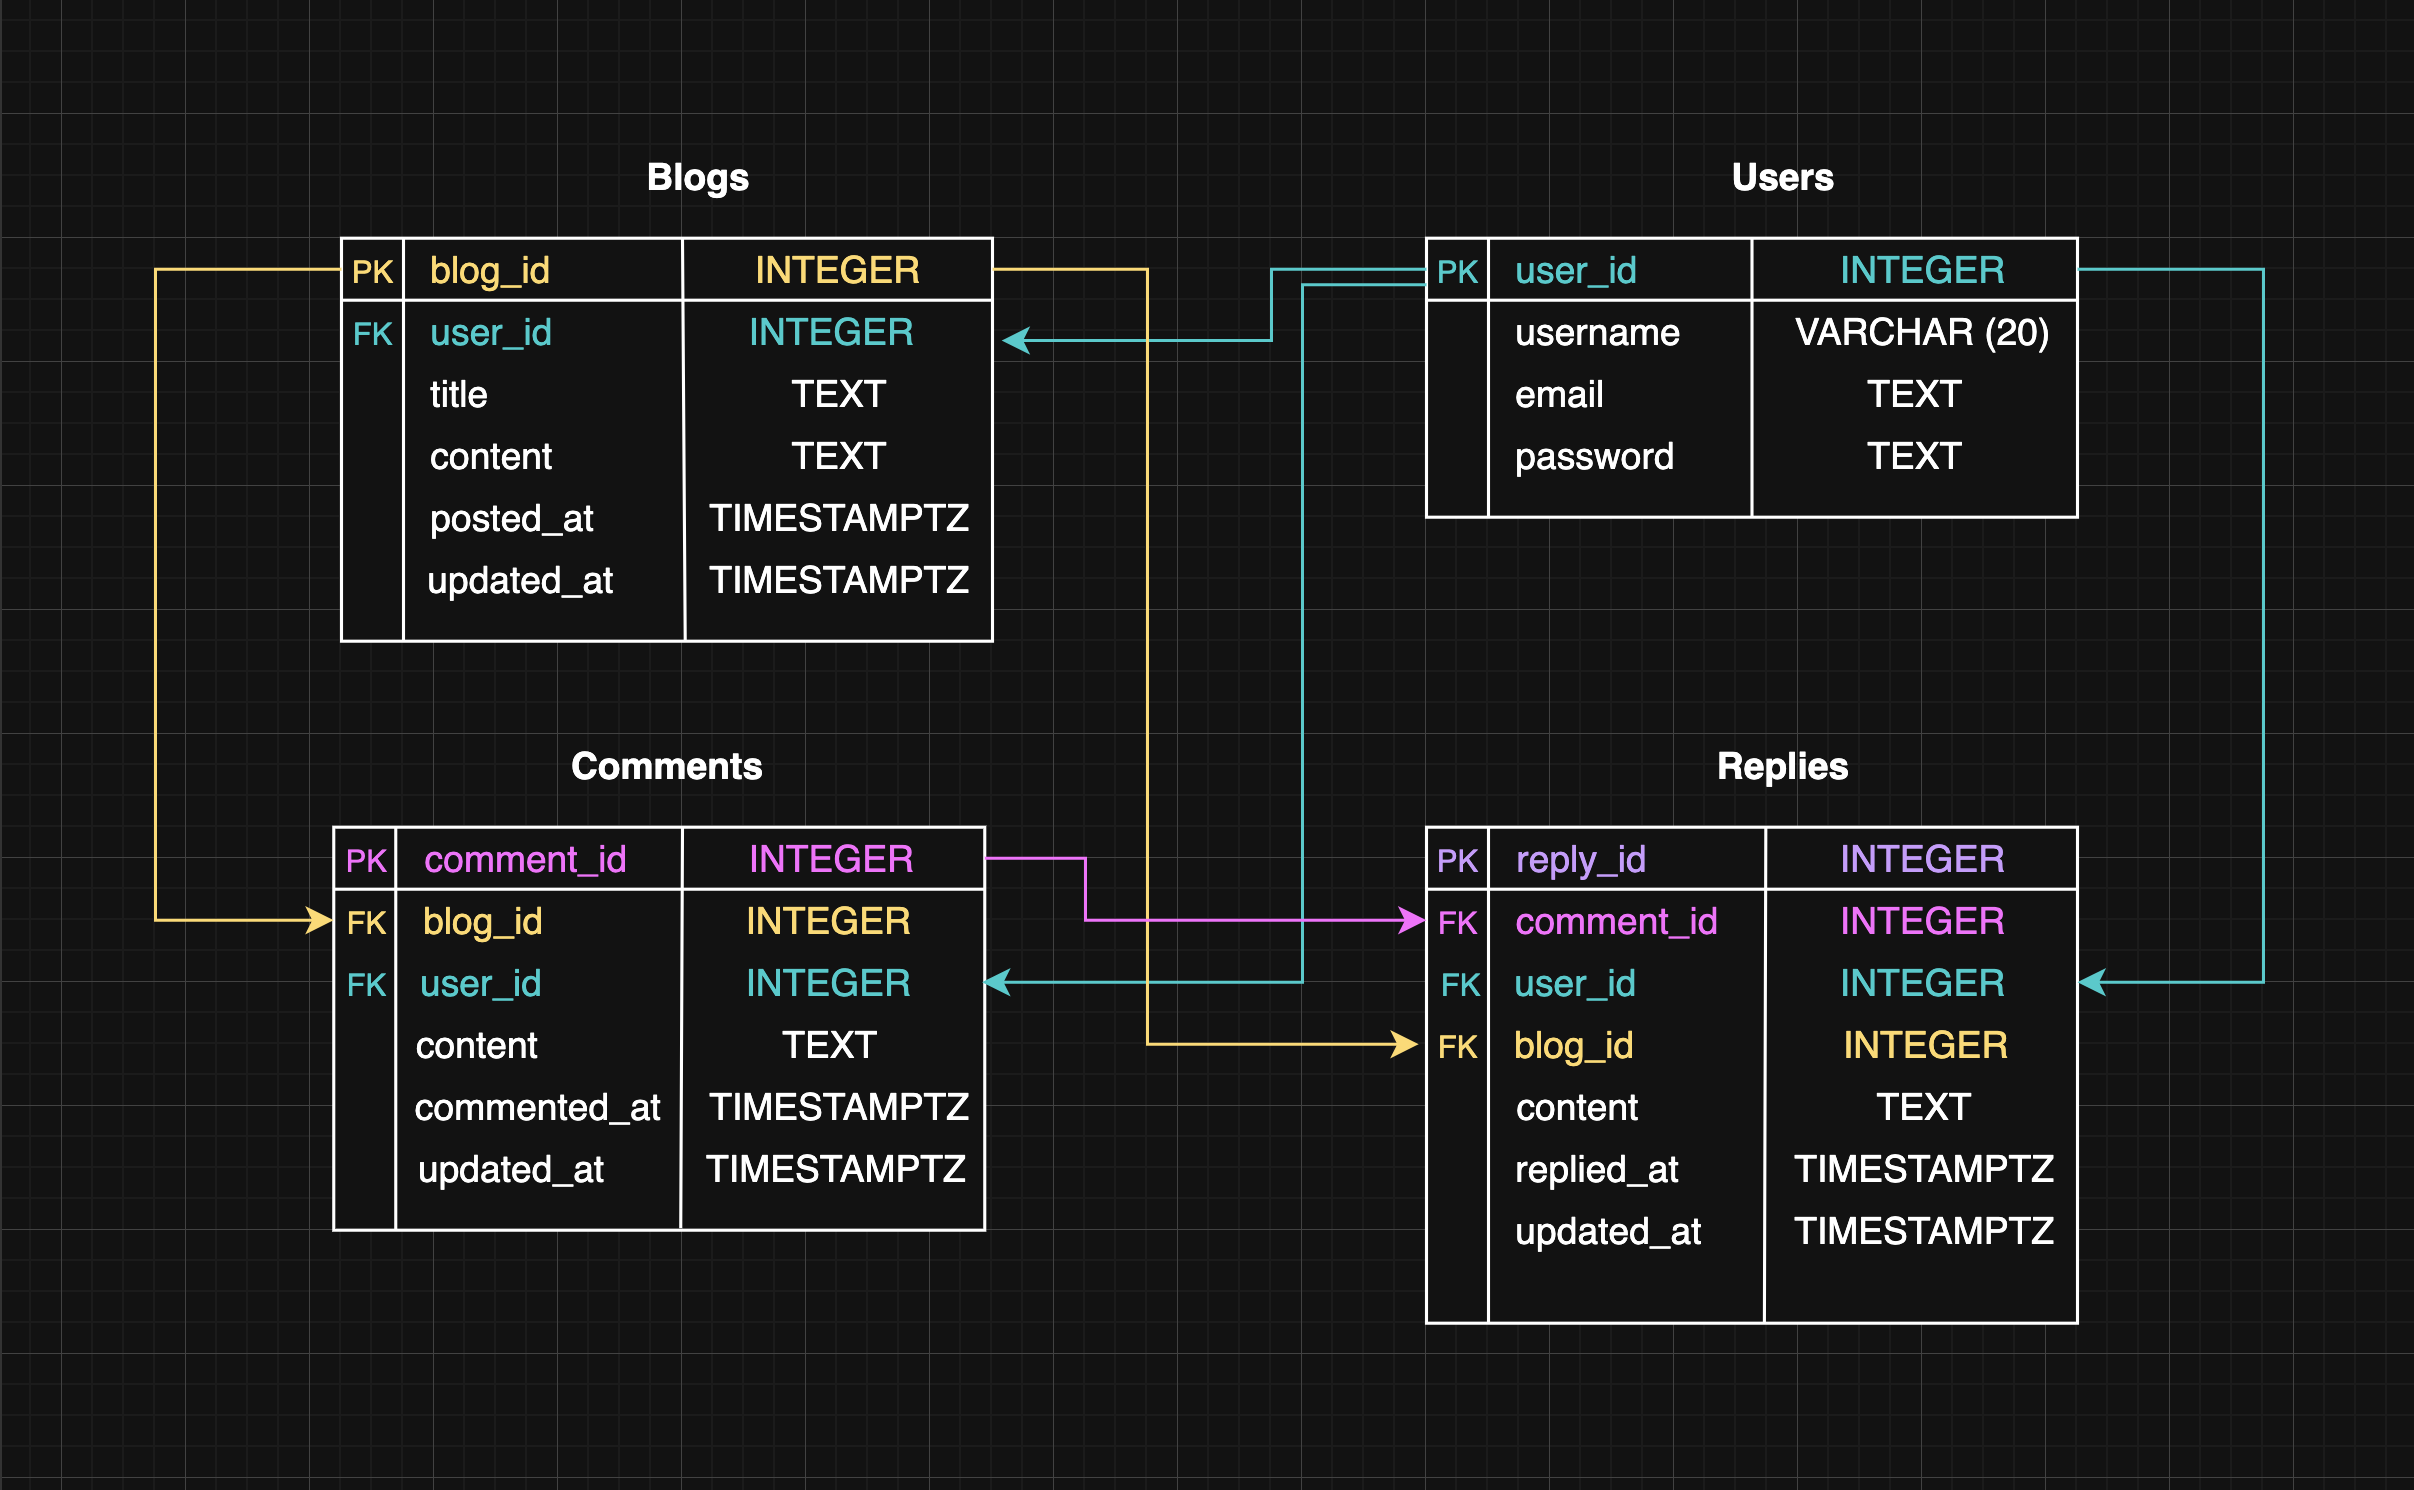 Blogs
PK blog_id INTEGER
FK user_id INTEGER
title TEXT
content TEXT
posted_at TIMESTAMPTZ
updated_at TIMESTAMPTZ
Users
PK user_id INTEGER
username VARCHAR (20)
email TEXT
password TEXT
Comments
PK comment_id INTEGER
FK blog_id INTEGER
FK user_id INTEGER
content TEXT
commented_at TIMESTAMPTZ
updated_at TIMESTAMPTZ
Replies
PK reply_id INTEGER
FK comment_id INTEGER
FK user_id INTEGER
FK blog_id INTEGER
content TEXT
replied_at TIMESTAMPTZ
updated_at TIMESTAMPTZ